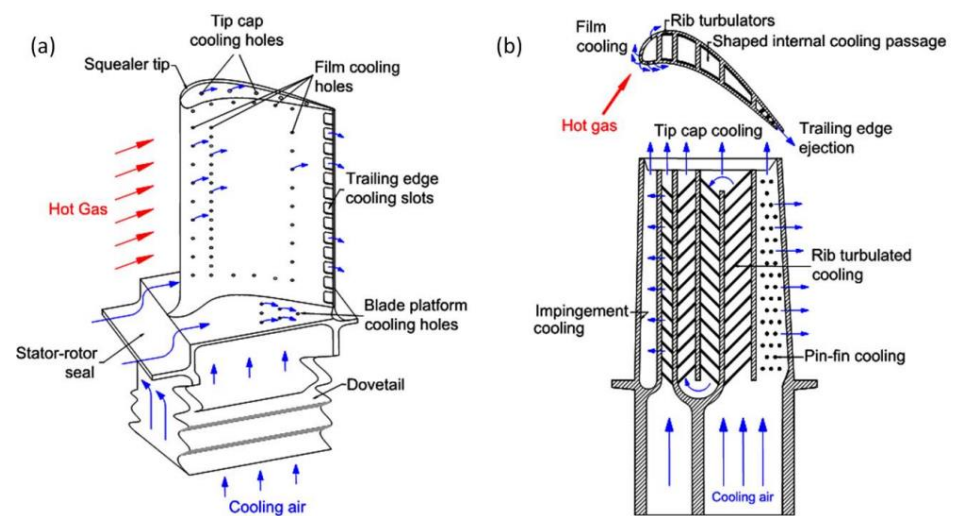 (a)
Tip cap
cooling holes
Squealer tip
Film cooling
holes
Hot Gas
Trailing edge
cooling slots
Blade platform
cooling holes
Stator-rotor
seal
Dovetail
Cooling air
(b)
Film
cooling
Rib turbulators
Shaped internal cooling passage
Hot gas
Tip cap cooling
Trailing edge
ejection
Rib turbulated
cooling
Impingement
cooling
Pin-fin cooling
Cooling air